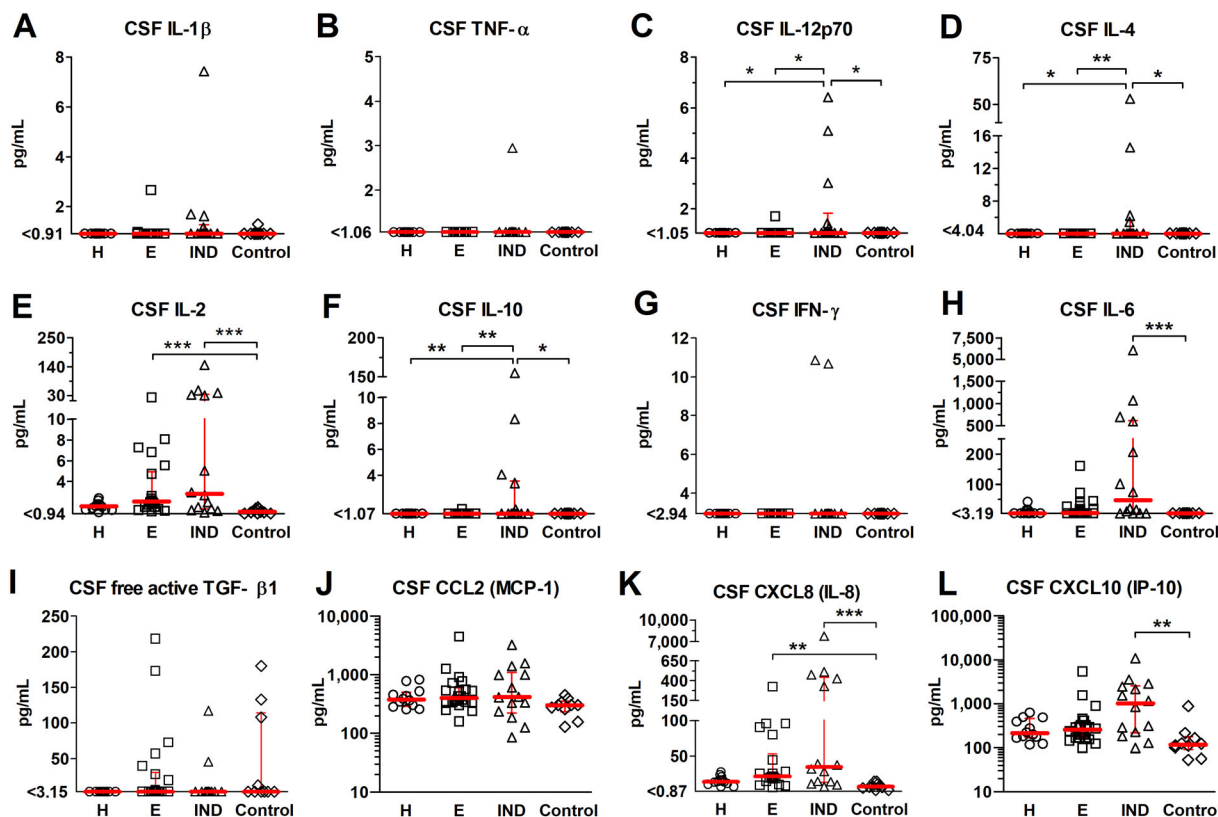 A CSF IL-1β
8
6
4
2
<0.91
pg/mL
H E IND Control
B CSF TNF-α
5
4
3
2
<1.06
pg/mL
H E IND Control
C CSF IL-12p70
8
6
4
2
<1.05
pg/mL
* * *
H E IND Control
D CSF IL-4
75
50
16
12
8
<4.04
pg/mL
* ** *
H E IND Control
E CSF IL-2
250
140
30
10
8
4
<0.94
pg/mL
*** ***
H E IND Control
F CSF IL-10
200
150
10
8
4
<1.07
pg/mL
** ** *
H E IND Control
G CSF IFN-γ
12
10
8
6
4
<2.94
pg/mL
H E IND Control
H CSF IL-6
7,500
5,000
1,500
1,000
500
200
100
<3.19
pg/mL
***
H E IND Control
I CSF free active TGF- β1
250
200
150
100
50
<3.15
pg/mL
H E IND Control
J CSF CCL2 (MCP-1)
10,000
1,000
100
10
pg/mL
H E IND Control
K CSF CXCL8 (IL-8)
10,000
7,000
650
400
150
100
50
<0.87
pg/mL
** ***
H E IND Control
L CSF CXCL10 (IP-10)
100,000
10,000
1,000
100
10
pg/mL
**
H E IND Control